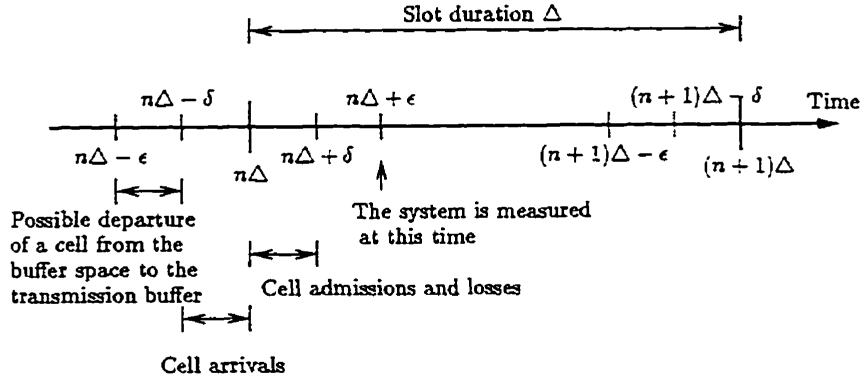 Slot duration Δ
nΔ − δ
nΔ + ϵ
(n + 1)Δ − δ
Time
nΔ − ϵ
nΔ
nΔ + δ
(n + 1)Δ − ϵ
(n + 1)Δ
Possible departure
of a cell from the
buffer space to the
transmission buffer
The system is measured
at this time
Cell admissions and losses
Cell arrivals